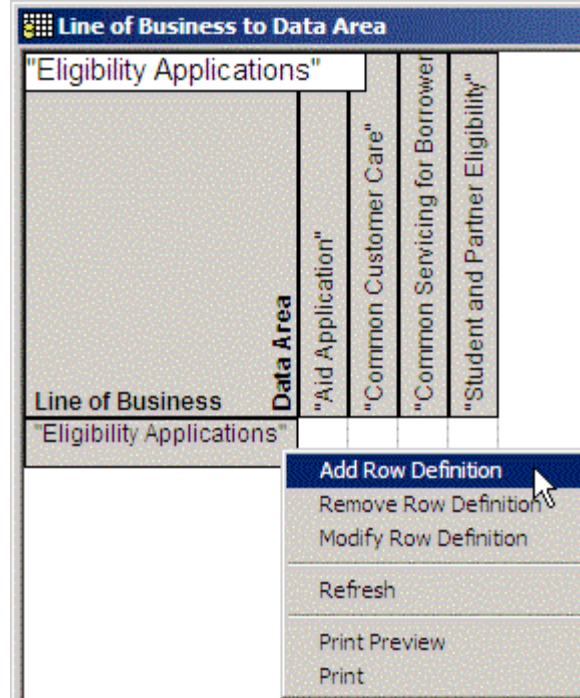 Line of Business to Data Area
"Eligibility Applications"
"Aid Application"
"Common Customer Care"
"Common Servicing for Borrower
"Student and Partner Eligibility"
Data Area
Line of Business
"Eligibility Applications"
Add Row Definition
Remove Row Definition
Modify Row Definition
Refresh
Print Preview
Print